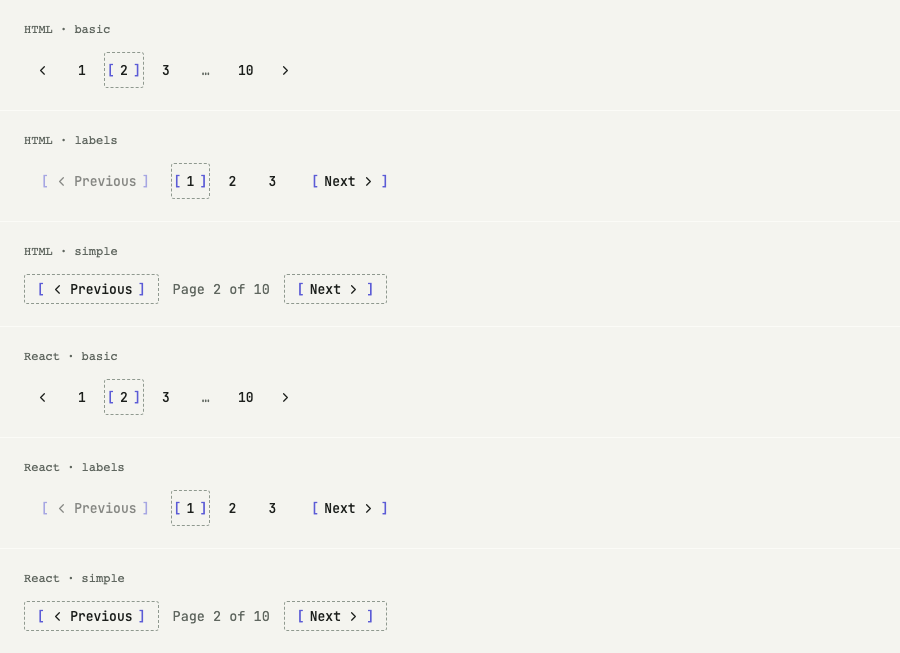 HTML · basic
< 1 [ 2 ] 3 … 10 >
HTML · labels
[ < Previous ] [ 1 ] 2 3 [ Next > ]
HTML · simple
[ < Previous ] Page 2 of 10 [ Next > ]
React · basic
< 1 [ 2 ] 3 … 10 >
React · labels
[ < Previous ] [ 1 ] 2 3 [ Next > ]
React · simple
[ < Previous ] Page 2 of 10 [ Next > ]